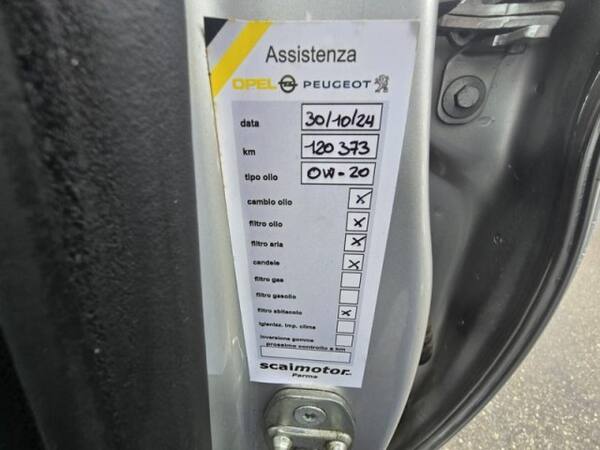 Assistenza
OPEL PEUGEOT
data 30/10/24
km 120 373
tipo olio 0W-20
cambio olio X
filtro olio X
filtro aria X
candele X
filtro gas
filtro gasolio
filtro abitacolo X
igienizz. imp. clima
inversione gomme
prossimo controllo a km
scaimotor
Parma